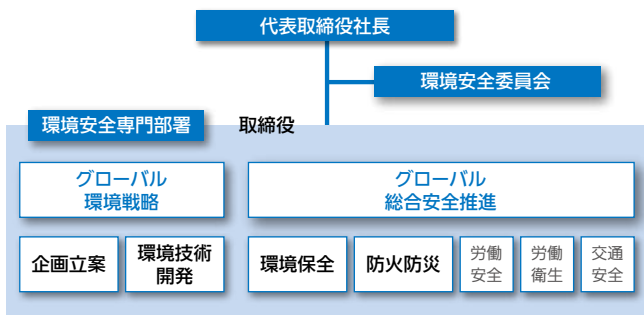 代表取締役社長
環境安全委員会
環境安全専門部署
取締役
グローバル
環境戦略
グローバル
総合安全推進
企画立案
環境技術
開発
環境保全
防火防災
労働
安全
労働
衛生
交通
安全